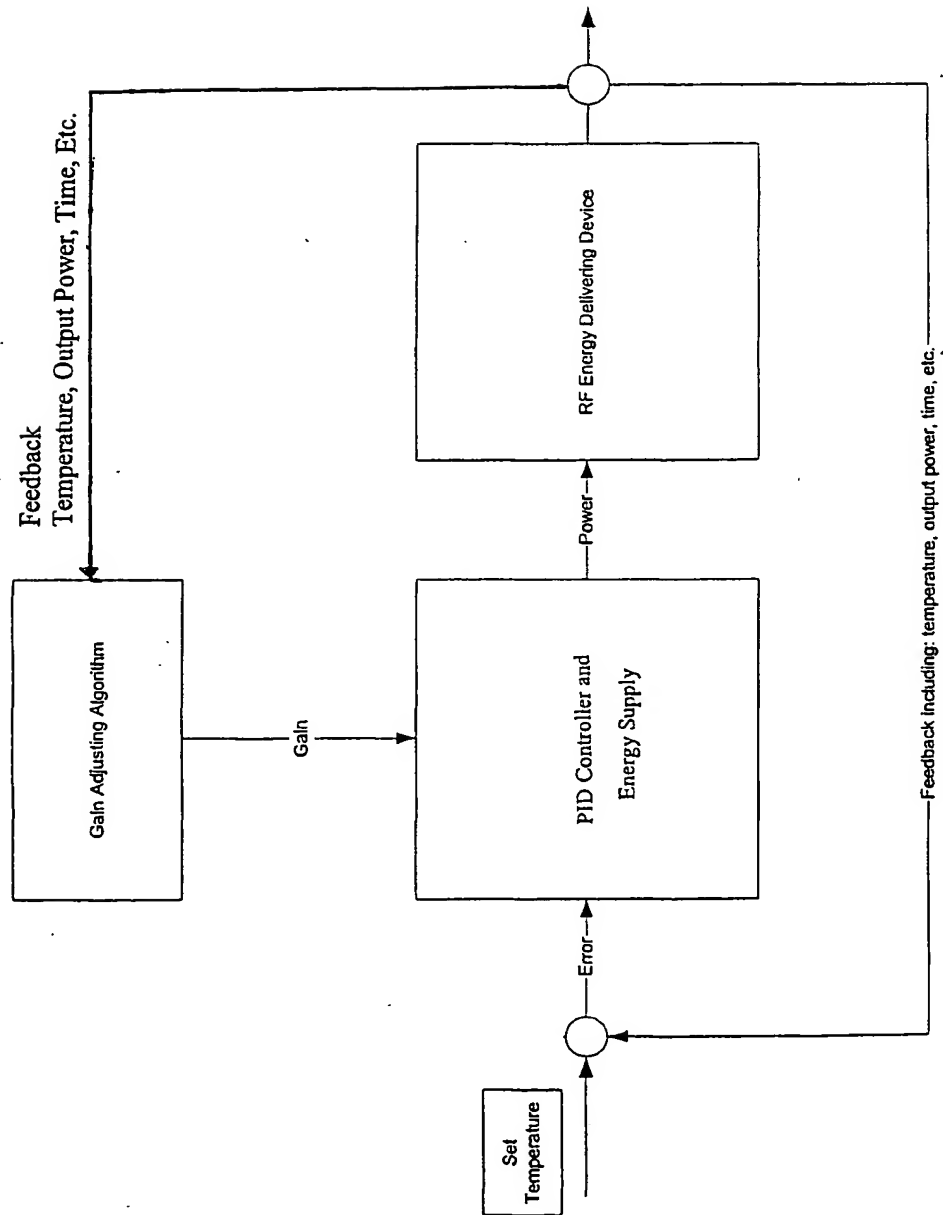 Feedback
Temperature, Output Power, Time, Etc.
Gain Adjusting Algorithm
Gain
Set
Temperature
Error
PID Controller and
Energy Supply
Power
RF Energy Delivering Device
Feedback including: temperature, output power, time, etc.